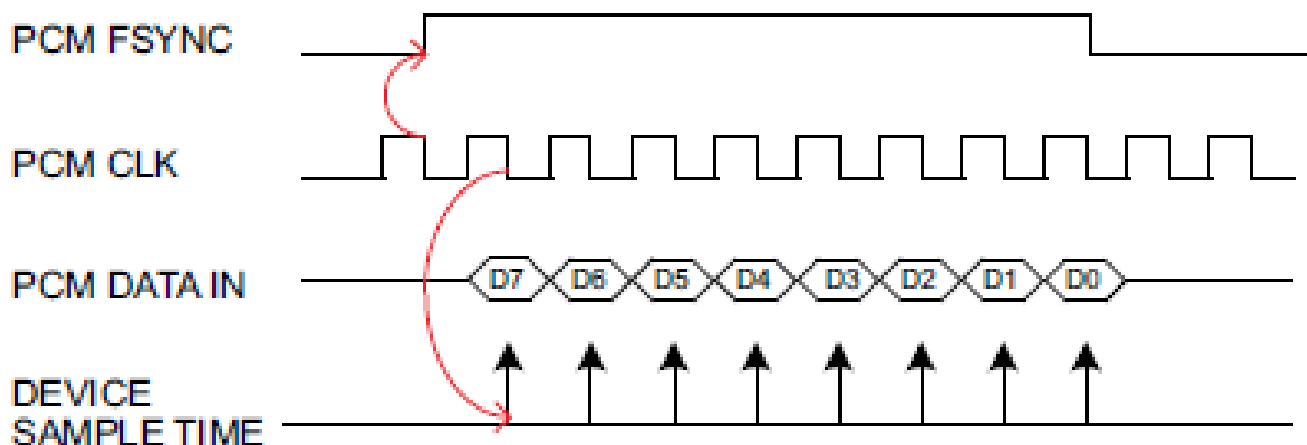 PCM FSYNC
PCM CLK
PCM DATA IN
D7 D6 D5 D4 D3 D2 D1 D0
DEVICE
SAMPLE TIME